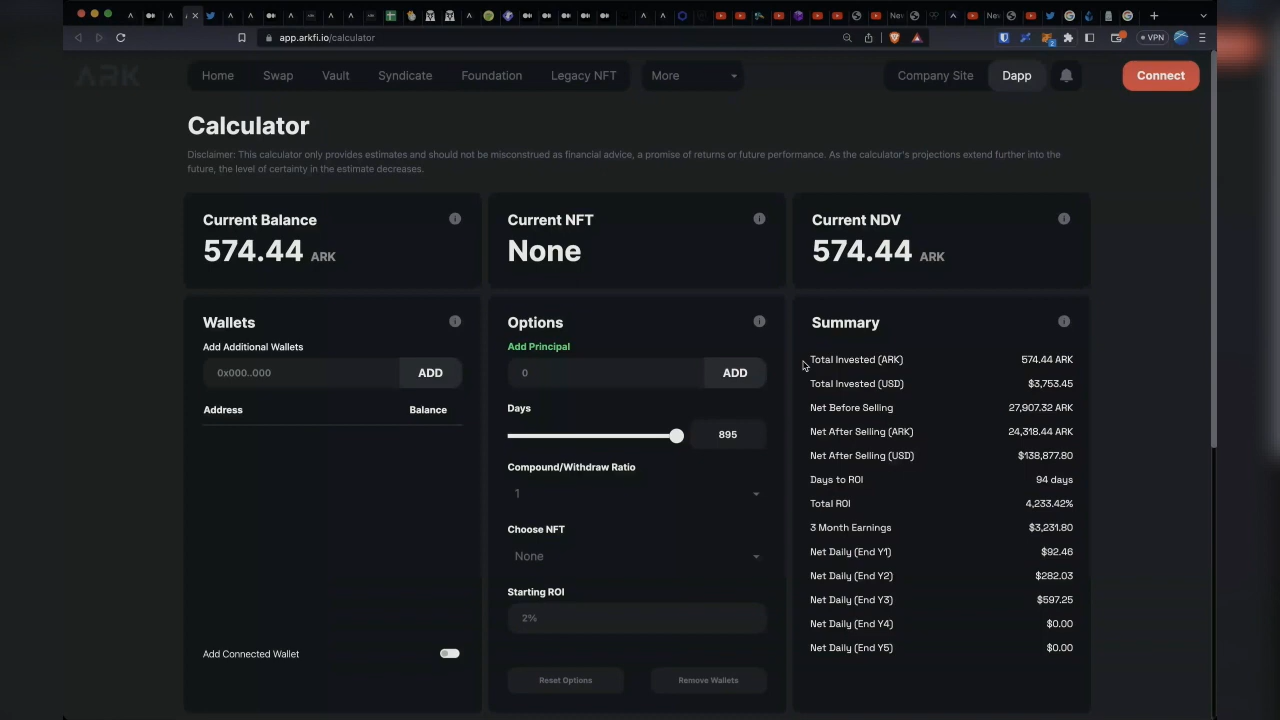 New
New
app.arkfi.io/calculator
VPN
ARK
Home
Swap
Vault
Syndicate
Foundation
Legacy NFT
More
Company Site
Dapp
Connect
Calculator
Disclaimer: This calculator only provides estimates and should not be misconstrued as financial advice, a promise of returns or future performance. As the calculator's projections extend further into the
future, the level of certainty in the estimate decreases.
Current Balance
574.44 ARK
Current NFT
None
Current NDV
574.44 ARK
Wallets
Add Additional Wallets
0x000..000
ADD
Address
Balance
Add Connected Wallet
Options
Add Principal
0
ADD
Days
895
Compound/Withdraw Ratio
1
Choose NFT
None
Starting ROI
2%
Reset Options
Remove Wallets
Summary
Total Invested (ARK) 574.44 ARK
Total Invested (USD) $3,753.45
Net Before Selling 27,907.32 ARK
Net After Selling (ARK) 24,318.44 ARK
Net After Selling (USD) $138,877.80
Days to ROI 94 days
Total ROI 4,233.42%
3 Month Earnings $3,231.80
Net Daily (End Y1) $92.46
Net Daily (End Y2) $282.03
Net Daily (End Y3) $597.25
Net Daily (End Y4) $0.00
Net Daily (End Y5) $0.00